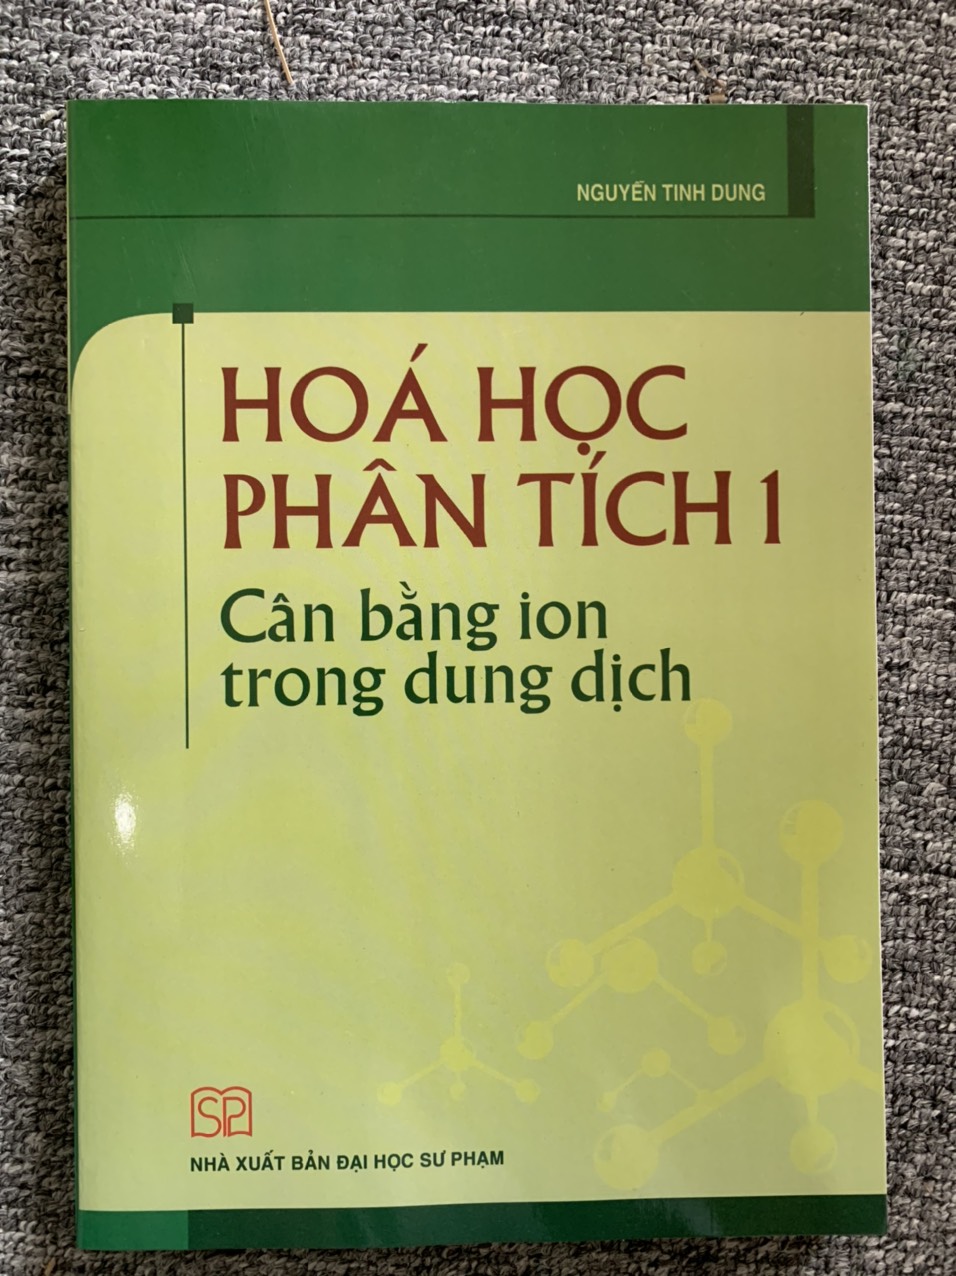 NGUYỄN TINH DUNG
HOÁ HỌC
PHÂN TÍCH 1
Cân bằng ion
trong dung dịch
SP
NHÀ XUẤT BẢN ĐẠI HỌC SƯ PHẠM